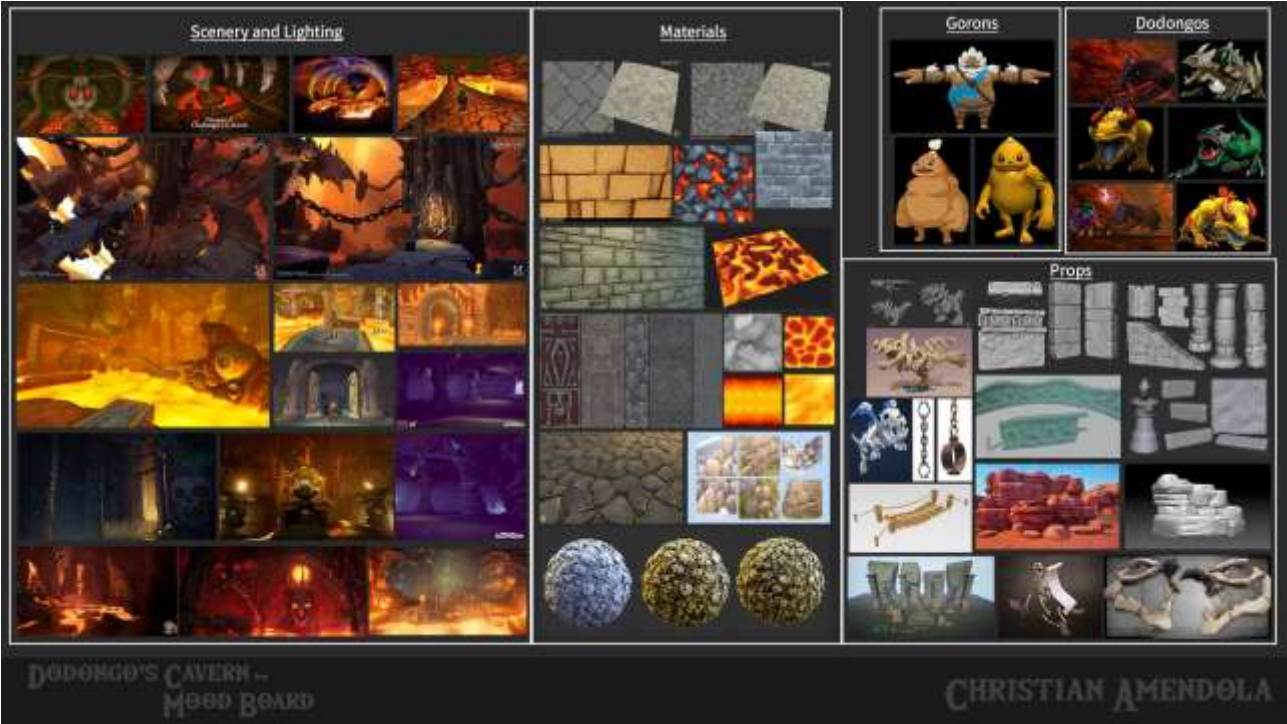 Scenery and Lighting
Materials
Gorons
Dodongos
Props
DODONGO'S CAVERN
MOOD BOARD
CHRISTIAN AMENDOLA